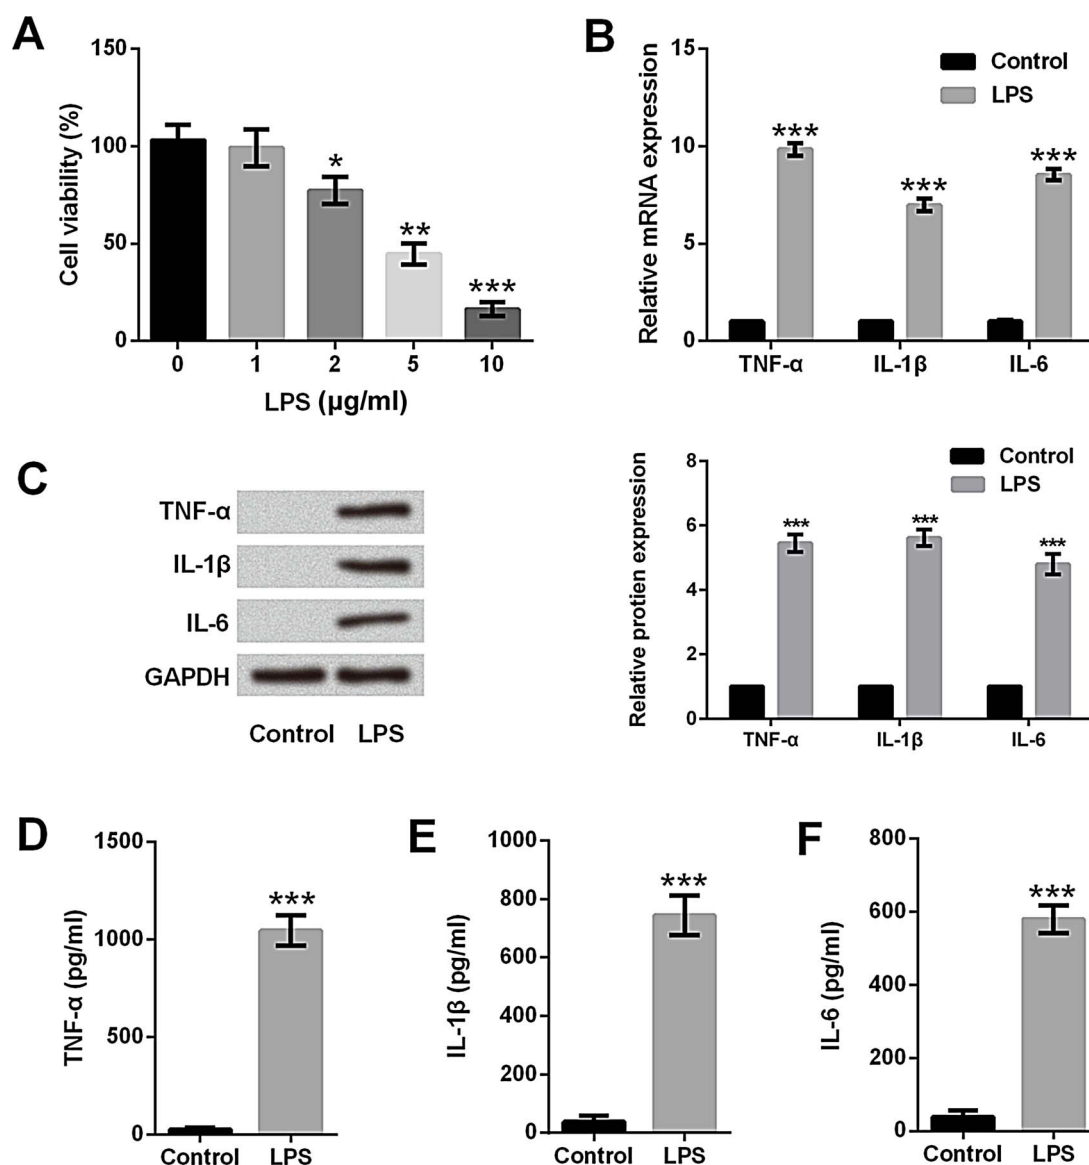 A
150
100
50
0
Cell viability (%)
*
**
***
0 1 2 5 10
LPS (µg/ml)
B
15
10
5
0
Relative mRNA expression
Control
LPS
***
***
***
TNF-α IL-1β IL-6
C
TNF-α
IL-1β
IL-6
GAPDH
Control LPS
8
6
4
2
0
Relative protien expression
Control
LPS
***
***
***
TNF-α IL-1β IL-6
D
1500
1000
500
0
TNF-α (pg/ml)
***
Control LPS
E
1000
800
600
400
200
0
IL-1β (pg/ml)
***
Control LPS
F
800
600
400
200
0
IL-6 (pg/ml)
***
Control LPS